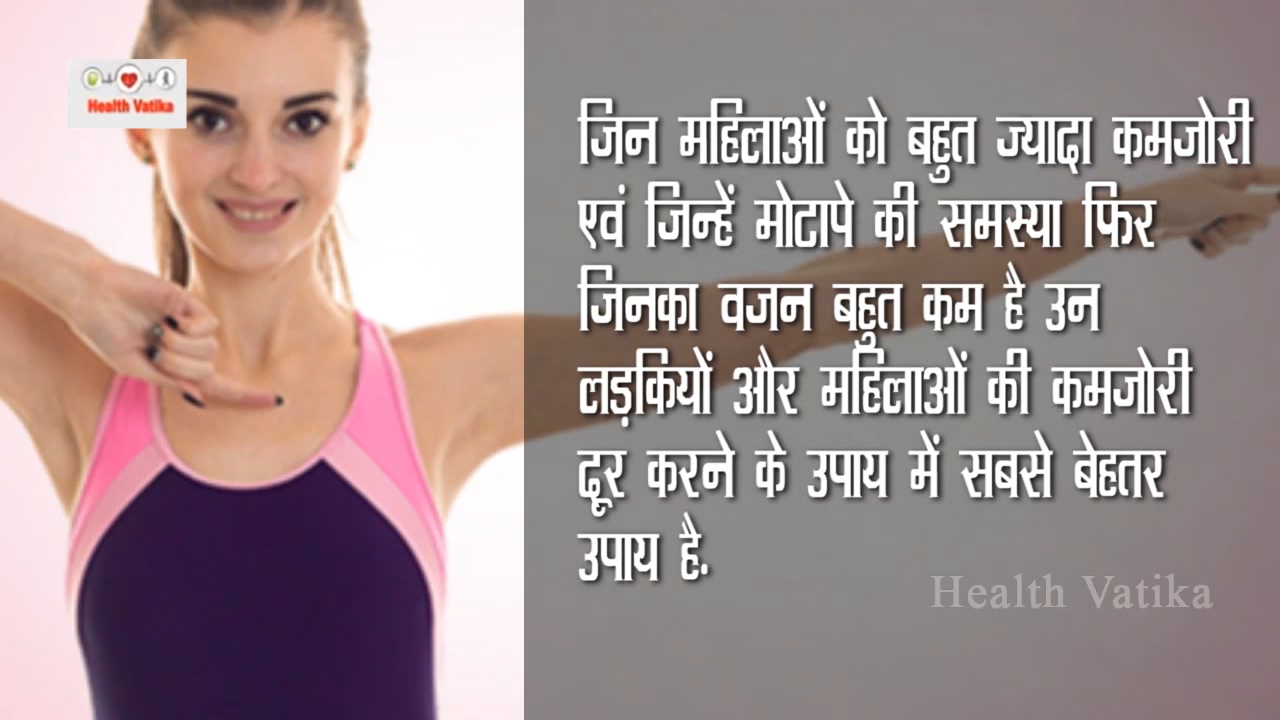 Health Vatika
जिन महिलाओं को बहुत ज्यादा कमजोरी
एवं जिन्हें मोटापे की समस्या फिर
जिनका वजन बहुत कम है उन
लड़कियों और महिलाओं की कमजोरी
दूर करने के उपाय में सबसे बेहतर
उपाय है.
Health Vatika